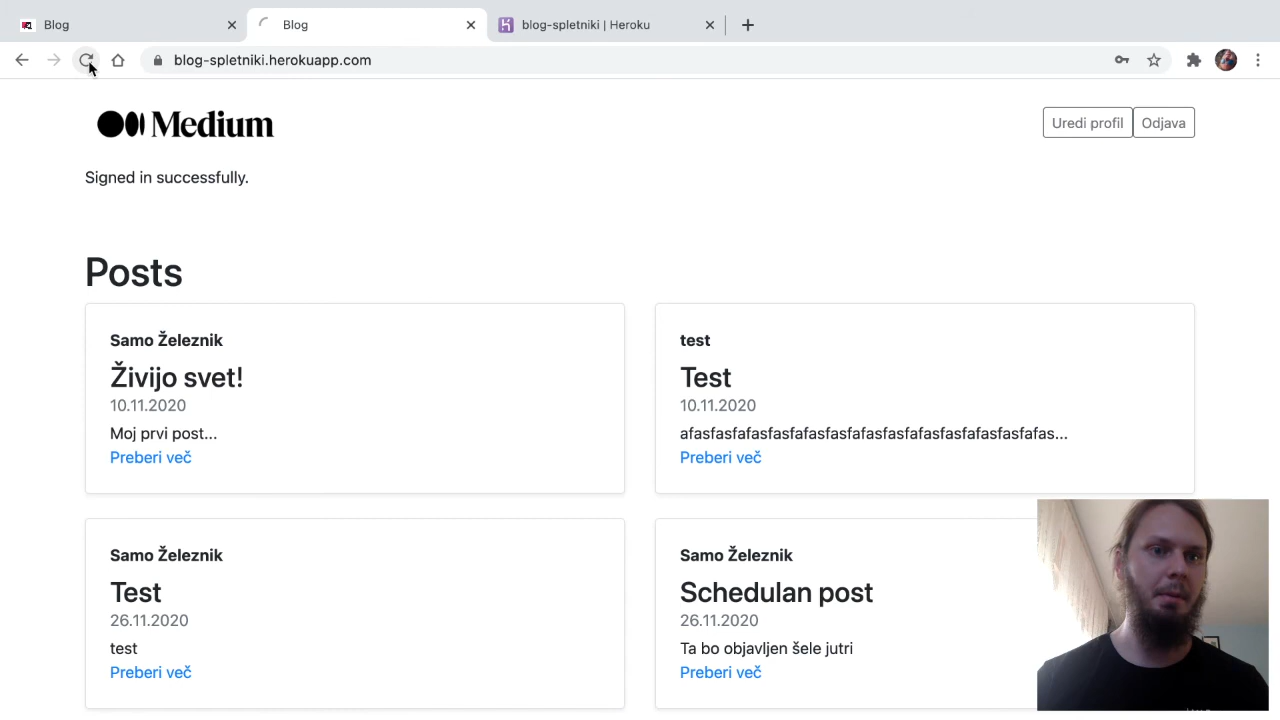 Blog
Blog
blog-spletniki | Heroku
blog-spletniki.herokuapp.com
Medium
Uredi profil
Odjava
Signed in successfully.
Posts
Samo Železnik
Živijo svet!
10.11.2020
Moj prvi post...
Preberi več
test
Test
10.11.2020
afasfasfafasfasfafasfasfafasfasfafasfasfafasfasfafas...
Preberi več
Samo Železnik
Test
26.11.2020
test
Preberi več
Samo Železnik
Schedulan post
26.11.2020
Ta bo objavljen šele jutri
Preberi več